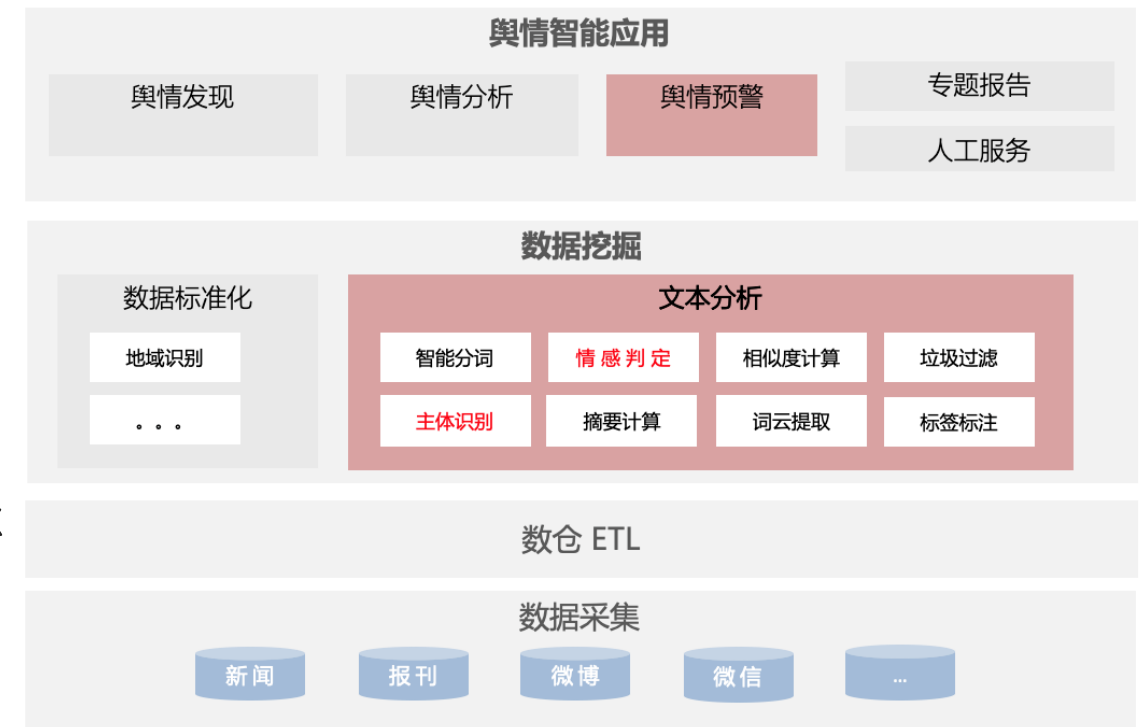 舆情智能应用
舆情发现
舆情分析
舆情预警
专题报告
人工服务
数据挖掘
数据标准化
地域识别
。。。
文本分析
智能分词
情感判定
相似度计算
垃圾过滤
主体识别
摘要计算
词云提取
标签标注
数仓 ETL
数据采集
新闻
报刊
微博
微信
...